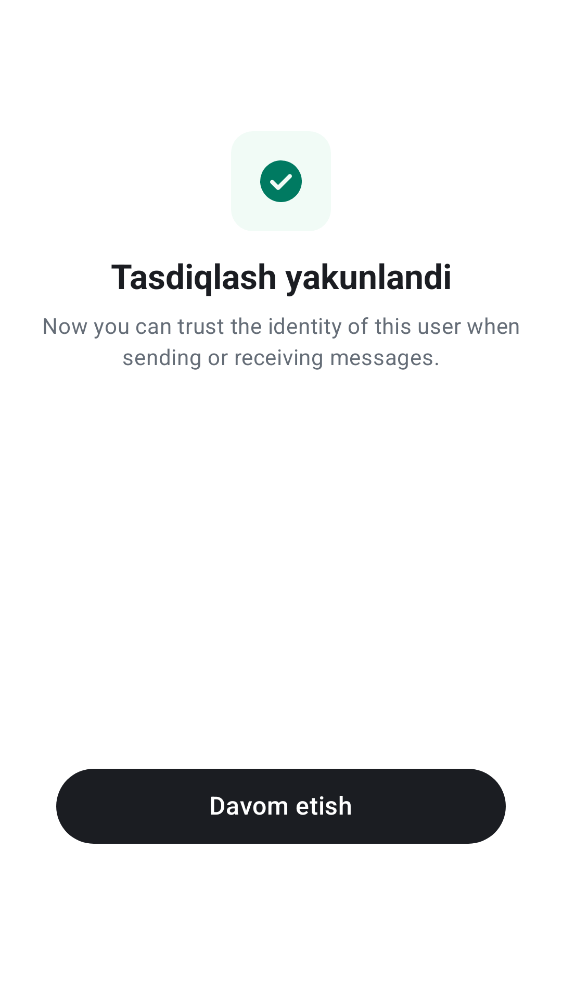 Tasdiqlash yakunlandi
Now you can trust the identity of this user when
sending or receiving messages.
Davom etish